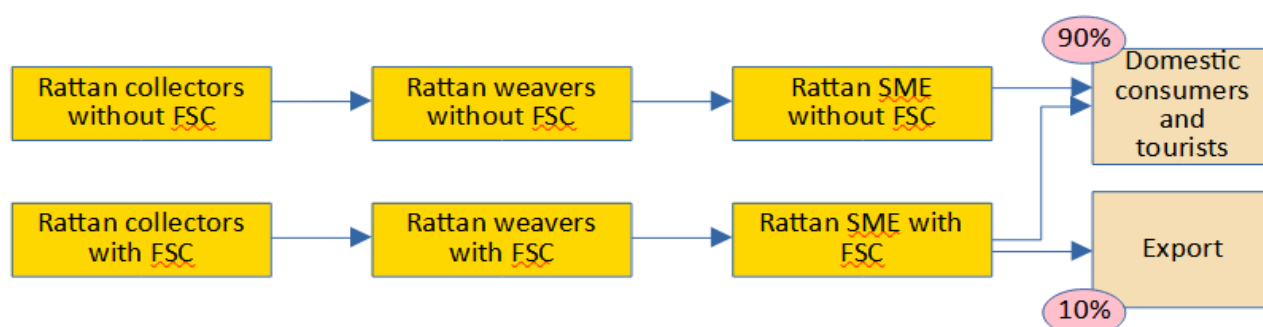 90%
Rattan collectors
without FSC
Rattan weavers
without FSC
Rattan SME
without FSC
Domestic
consumers
and
tourists
Rattan collectors
with FSC
Rattan weavers
with FSC
Rattan SME with
FSC
Export
10%